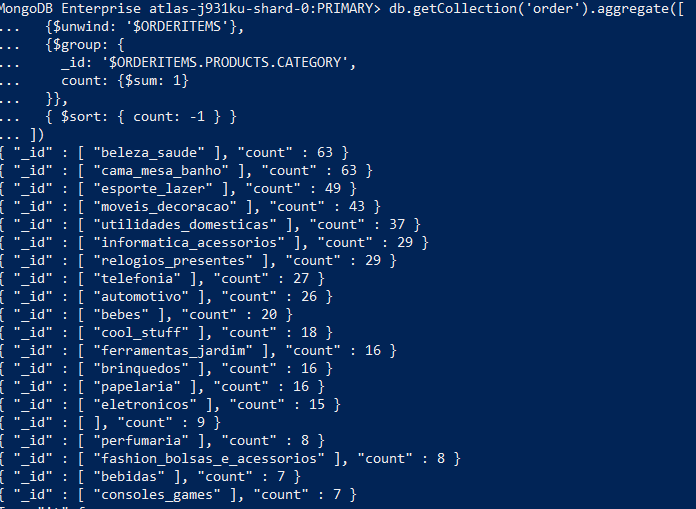 MongoDB Enterprise atlas-j931ku-shard-0:PRIMARY> db.getCollection('order').aggregate([
...   {$unwind: '$ORDERITEMS'},
...   {$group: {
...     _id: '$ORDERITEMS.PRODUCTS.CATEGORY',
...     count: {$sum: 1}
...   }},
...   { $sort: { count: -1 } }
... ])
{ "_id" : [ "beleza_saude" ], "count" : 63 }
{ "_id" : [ "cama_mesa_banho" ], "count" : 63 }
{ "_id" : [ "esporte_lazer" ], "count" : 49 }
{ "_id" : [ "moveis_decoracao" ], "count" : 43 }
{ "_id" : [ "utilidades_domesticas" ], "count" : 37 }
{ "_id" : [ "informatica_acessorios" ], "count" : 29 }
{ "_id" : [ "relogios_presentes" ], "count" : 29 }
{ "_id" : [ "telefonia" ], "count" : 27 }
{ "_id" : [ "automotivo" ], "count" : 26 }
{ "_id" : [ "bebes" ], "count" : 20 }
{ "_id" : [ "cool_stuff" ], "count" : 18 }
{ "_id" : [ "ferramentas_jardim" ], "count" : 16 }
{ "_id" : [ "brinquedos" ], "count" : 16 }
{ "_id" : [ "papelaria" ], "count" : 16 }
{ "_id" : [ "eletronicos" ], "count" : 15 }
{ "_id" : [ ], "count" : 9 }
{ "_id" : [ "perfumaria" ], "count" : 8 }
{ "_id" : [ "fashion_bolsas_e_acessorios" ], "count" : 8 }
{ "_id" : [ "bebidas" ], "count" : 7 }
{ "_id" : [ "consoles_games" ], "count" : 7 }